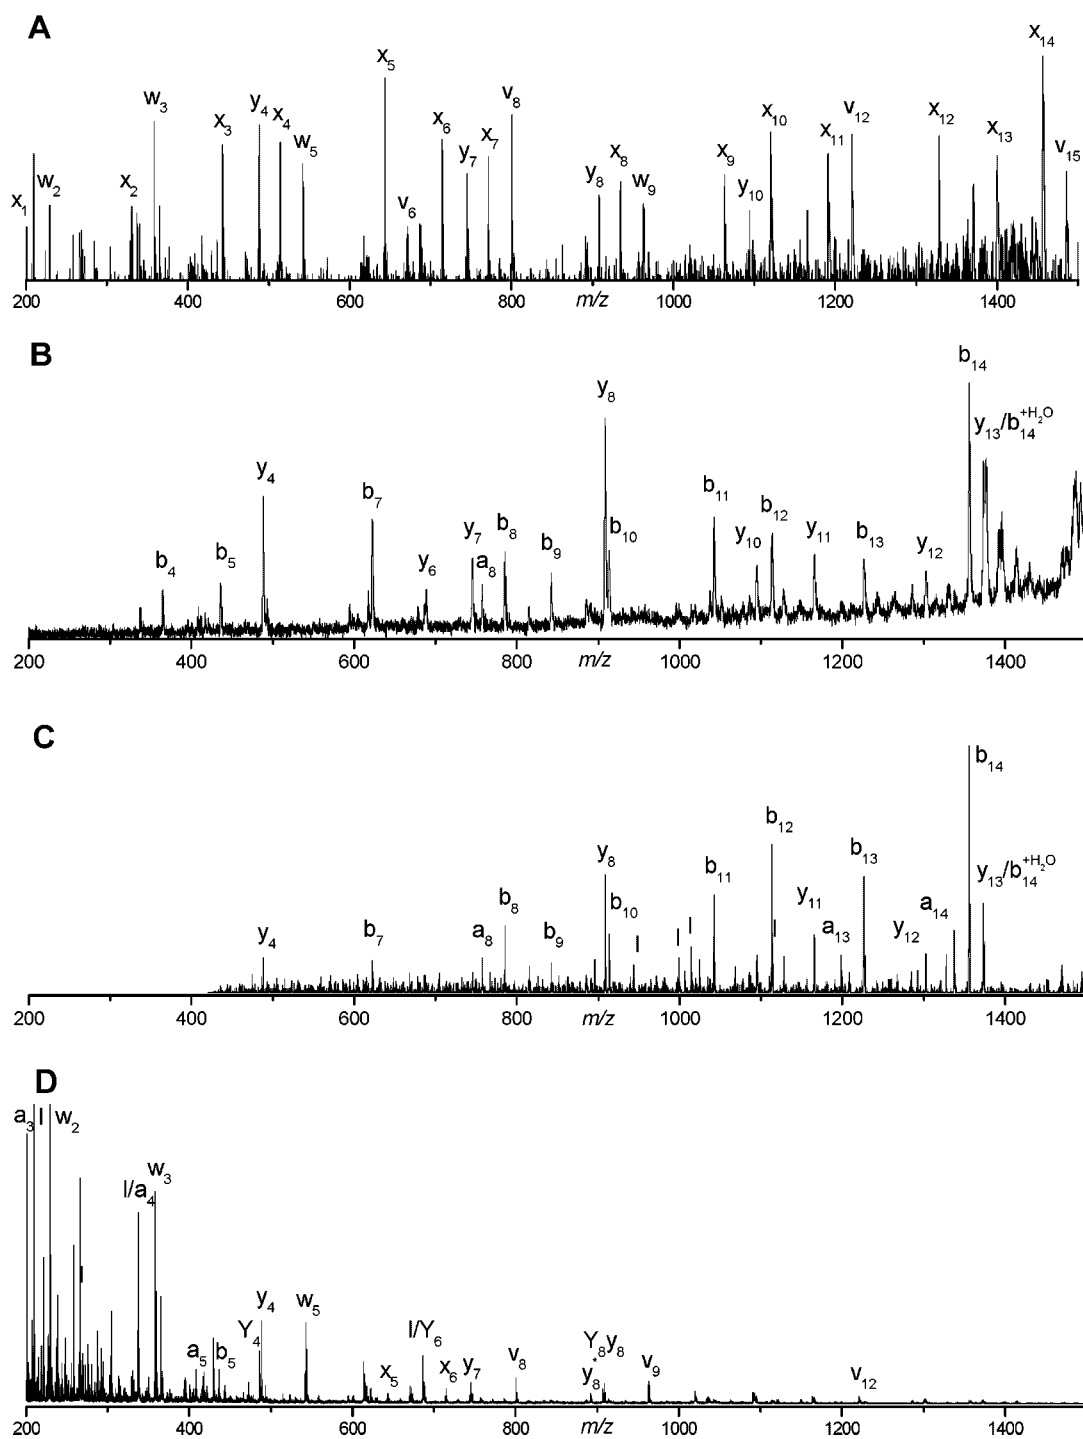 A
x1 w2 x2 w3 x3 y4 x4 w5 x5 v6 x6 y7 x7 v8 y8 x8 w9 x9 y10 x10 x11 v12 x12 x13 x14 v15
200 400 600 800 1000 1200 1400
m/z
B
b4 b5 y4 b7 y6 y7 a8 b8 b9 y8 b10 b11 y10 b12 y11 b13 y12 b14 y13/b14+H2O
200 400 600 800 1000 1200 1400
m/z
C
y4 b7 a8 b8 b9 y8 b10 I I I b11 b12 I y11 a13 b13 y12 a14 b14 y13/b14+H2O
200 400 600 800 1000 1200 1400
m/z
D
a3 I w2 I I/a4 w3 a5 b5 Y4 y4 w5 x5 I/Y6 x6 y7 v8 y8* Y8 y8 v9 v12
200 400 600 800 1000 1200 1400
m/z